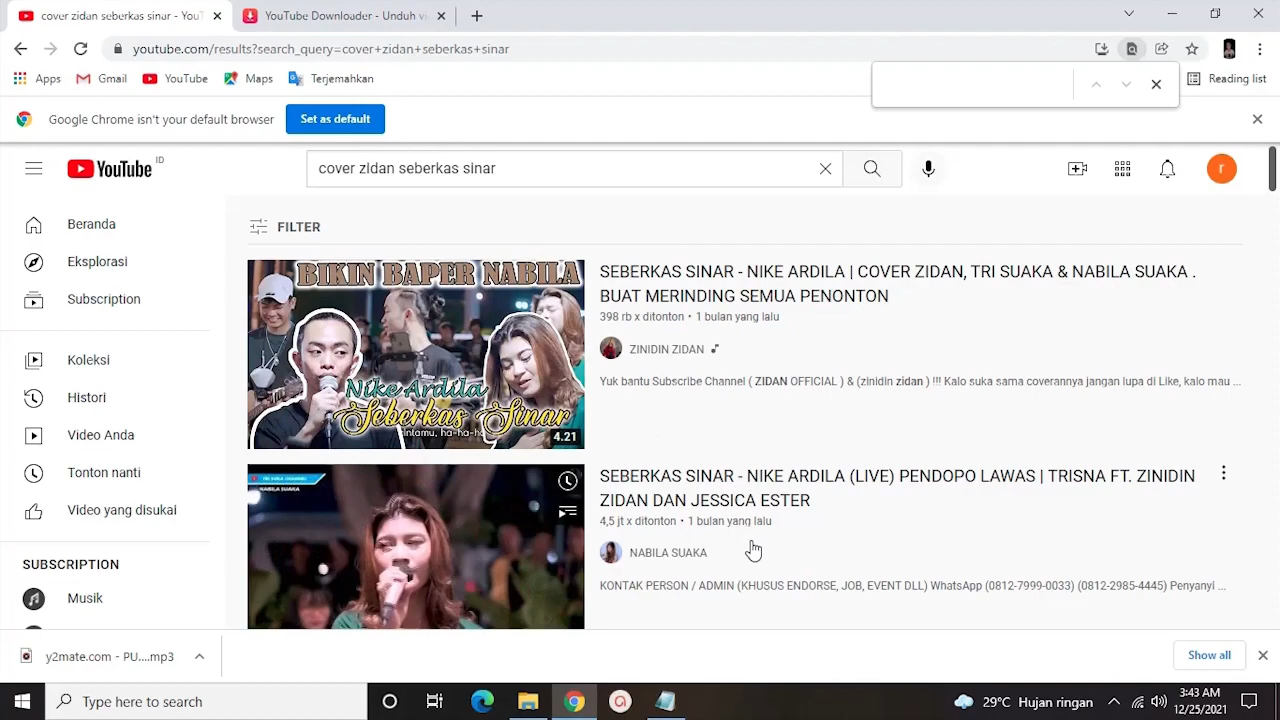 cover zidan seberkas sinar - YouT
YouTube Downloader - Unduh v
youtube.com/results?search_query=cover+zidan+seberkas+sinar
Apps
Gmail
YouTube
Maps
Terjemahkan
Reading list
Google Chrome isn't your default browser
Set as default
YouTube ID
cover zidan seberkas sinar
r
Beranda
Eksplorasi
Subscription
Koleksi
Histori
Video Anda
Tonton nanti
Video yang disukai
SUBSCRIPTION
Musik
FILTER
BIKIN BAPER NABILA
Nike Ardila
Seberkas Sinar
cintamu, ha-ha-ha
4.21
SEBERKAS SINAR - NIKE ARDILA | COVER ZIDAN, TRI SUAKA & NABILA SUAKA .
BUAT MERINDING SEMUA PENONTON
398 rb x ditonton • 1 bulan yang lalu
ZINIDIN ZIDAN
Yuk bantu Subscribe Channel ( ZIDAN OFFICIAL ) & (zinidin zidan ) !!! Kalo suka sama coverannya jangan lupa di Like, kalo mau ...
NABILA SUAKA
SEBERKAS SINAR - NIKE ARDILA (LIVE) PENDOPO LAWAS | TRISNA FT. ZINIDIN
ZIDAN DAN JESSICA ESTER
4,5 jt x ditonton • 1 bulan yang lalu
NABILA SUAKA
KONTAK PERSON / ADMIN (KHUSUS ENDORSE, JOB, EVENT DLL) WhatsApp (0812-7999-0033) (0812-2985-4445) Penyanyi ...
y2mate.com - PU....mp3
Show all
Type here to search
29°C Hujan ringan
3:43 AM
12/25/2021